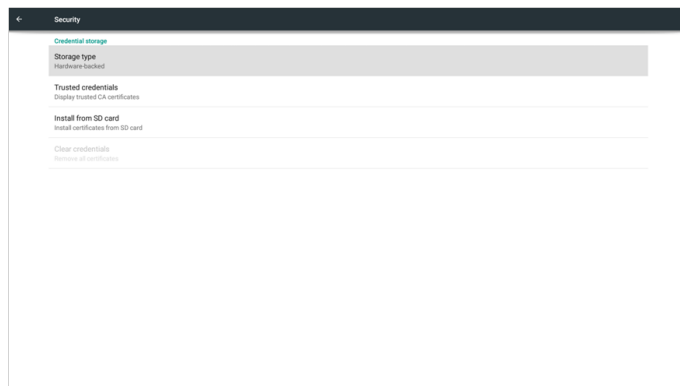 Security
Credential storage
Storage type
Hardware-backed
Trusted credentials
Display trusted CA certificates
Install from SD card
Install certificates from SD card
Clear credentials
Remove all certificates